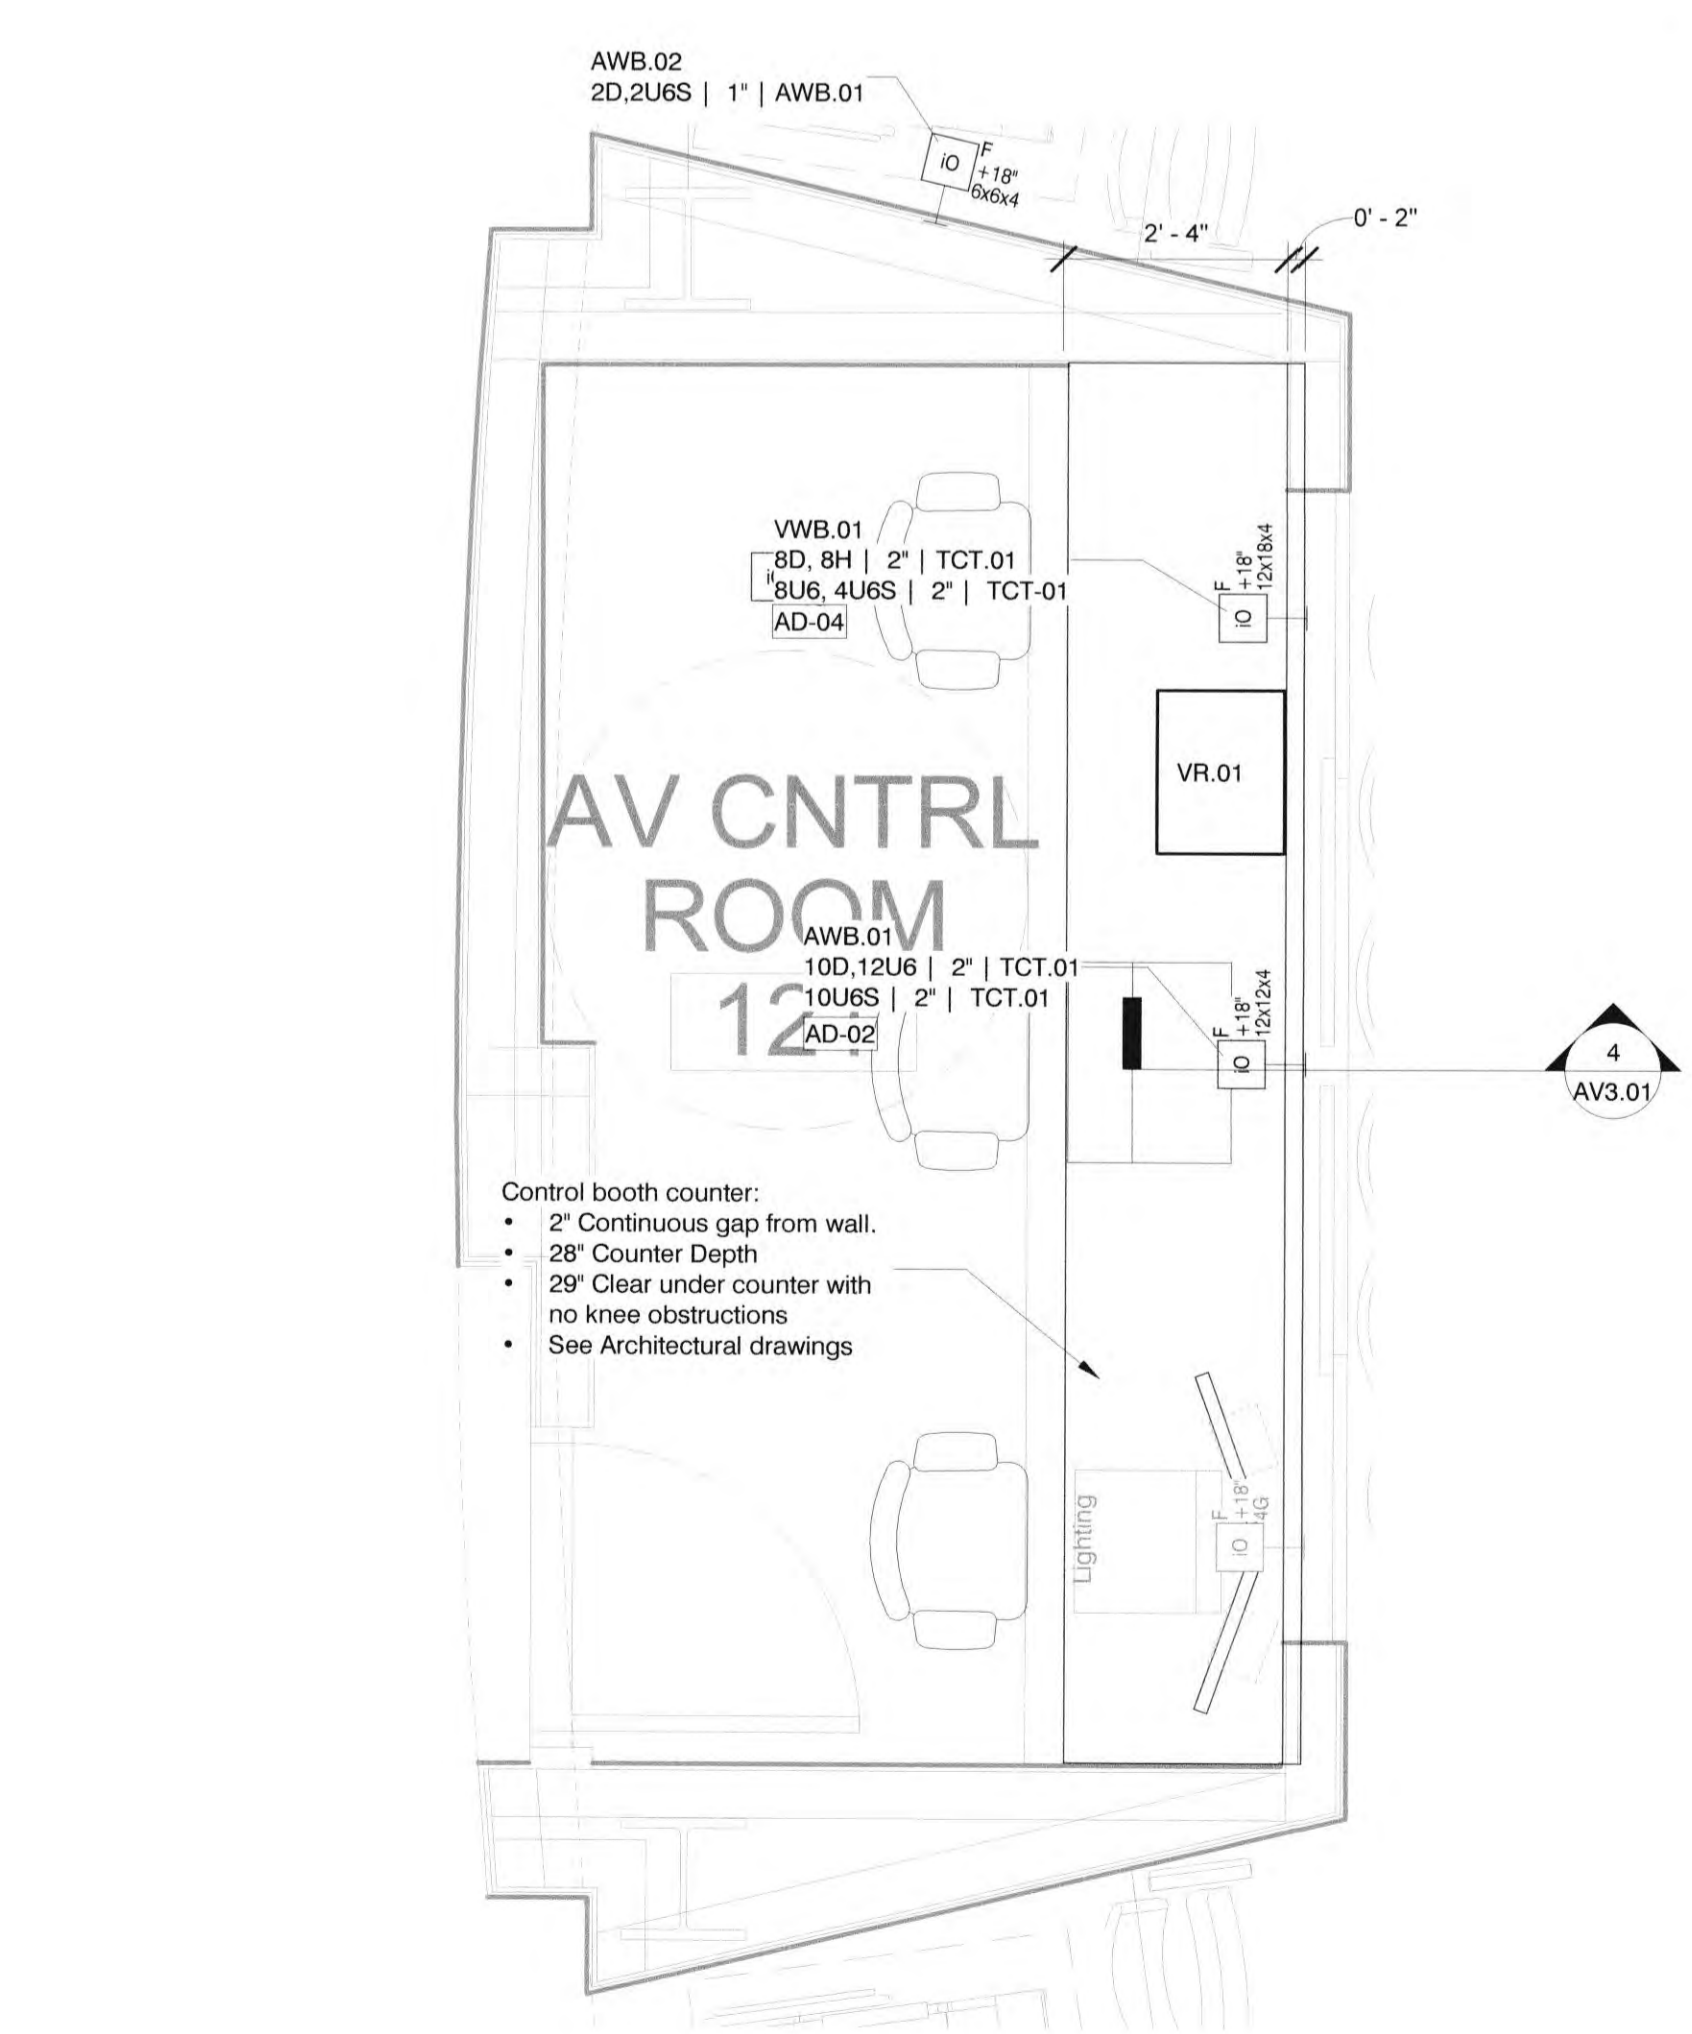 AWB.02
2D,2U6S | 1" | AWB.01
iO
F
+18"
6x6x4
2' - 4"
0' - 2"
VWB.01
8D, 8H | 2" | TCT.01
8U6, 4U6S | 2" | TCT-01
AD-04
F
+18"
12x18x4
iO
VR.01
AV CNTRL
ROOM
AWB.01
10D,12U6 | 2" | TCT.01
10U6S | 2" | TCT.01
AD-02
F
+18"
12x12x4
iO
4
AV3.01
Control booth counter:
• 2" Continuous gap from wall.
• 28" Counter Depth
• 29" Clear under counter with
no knee obstructions
• See Architectural drawings
Lighting
F
+18"
4G
iO